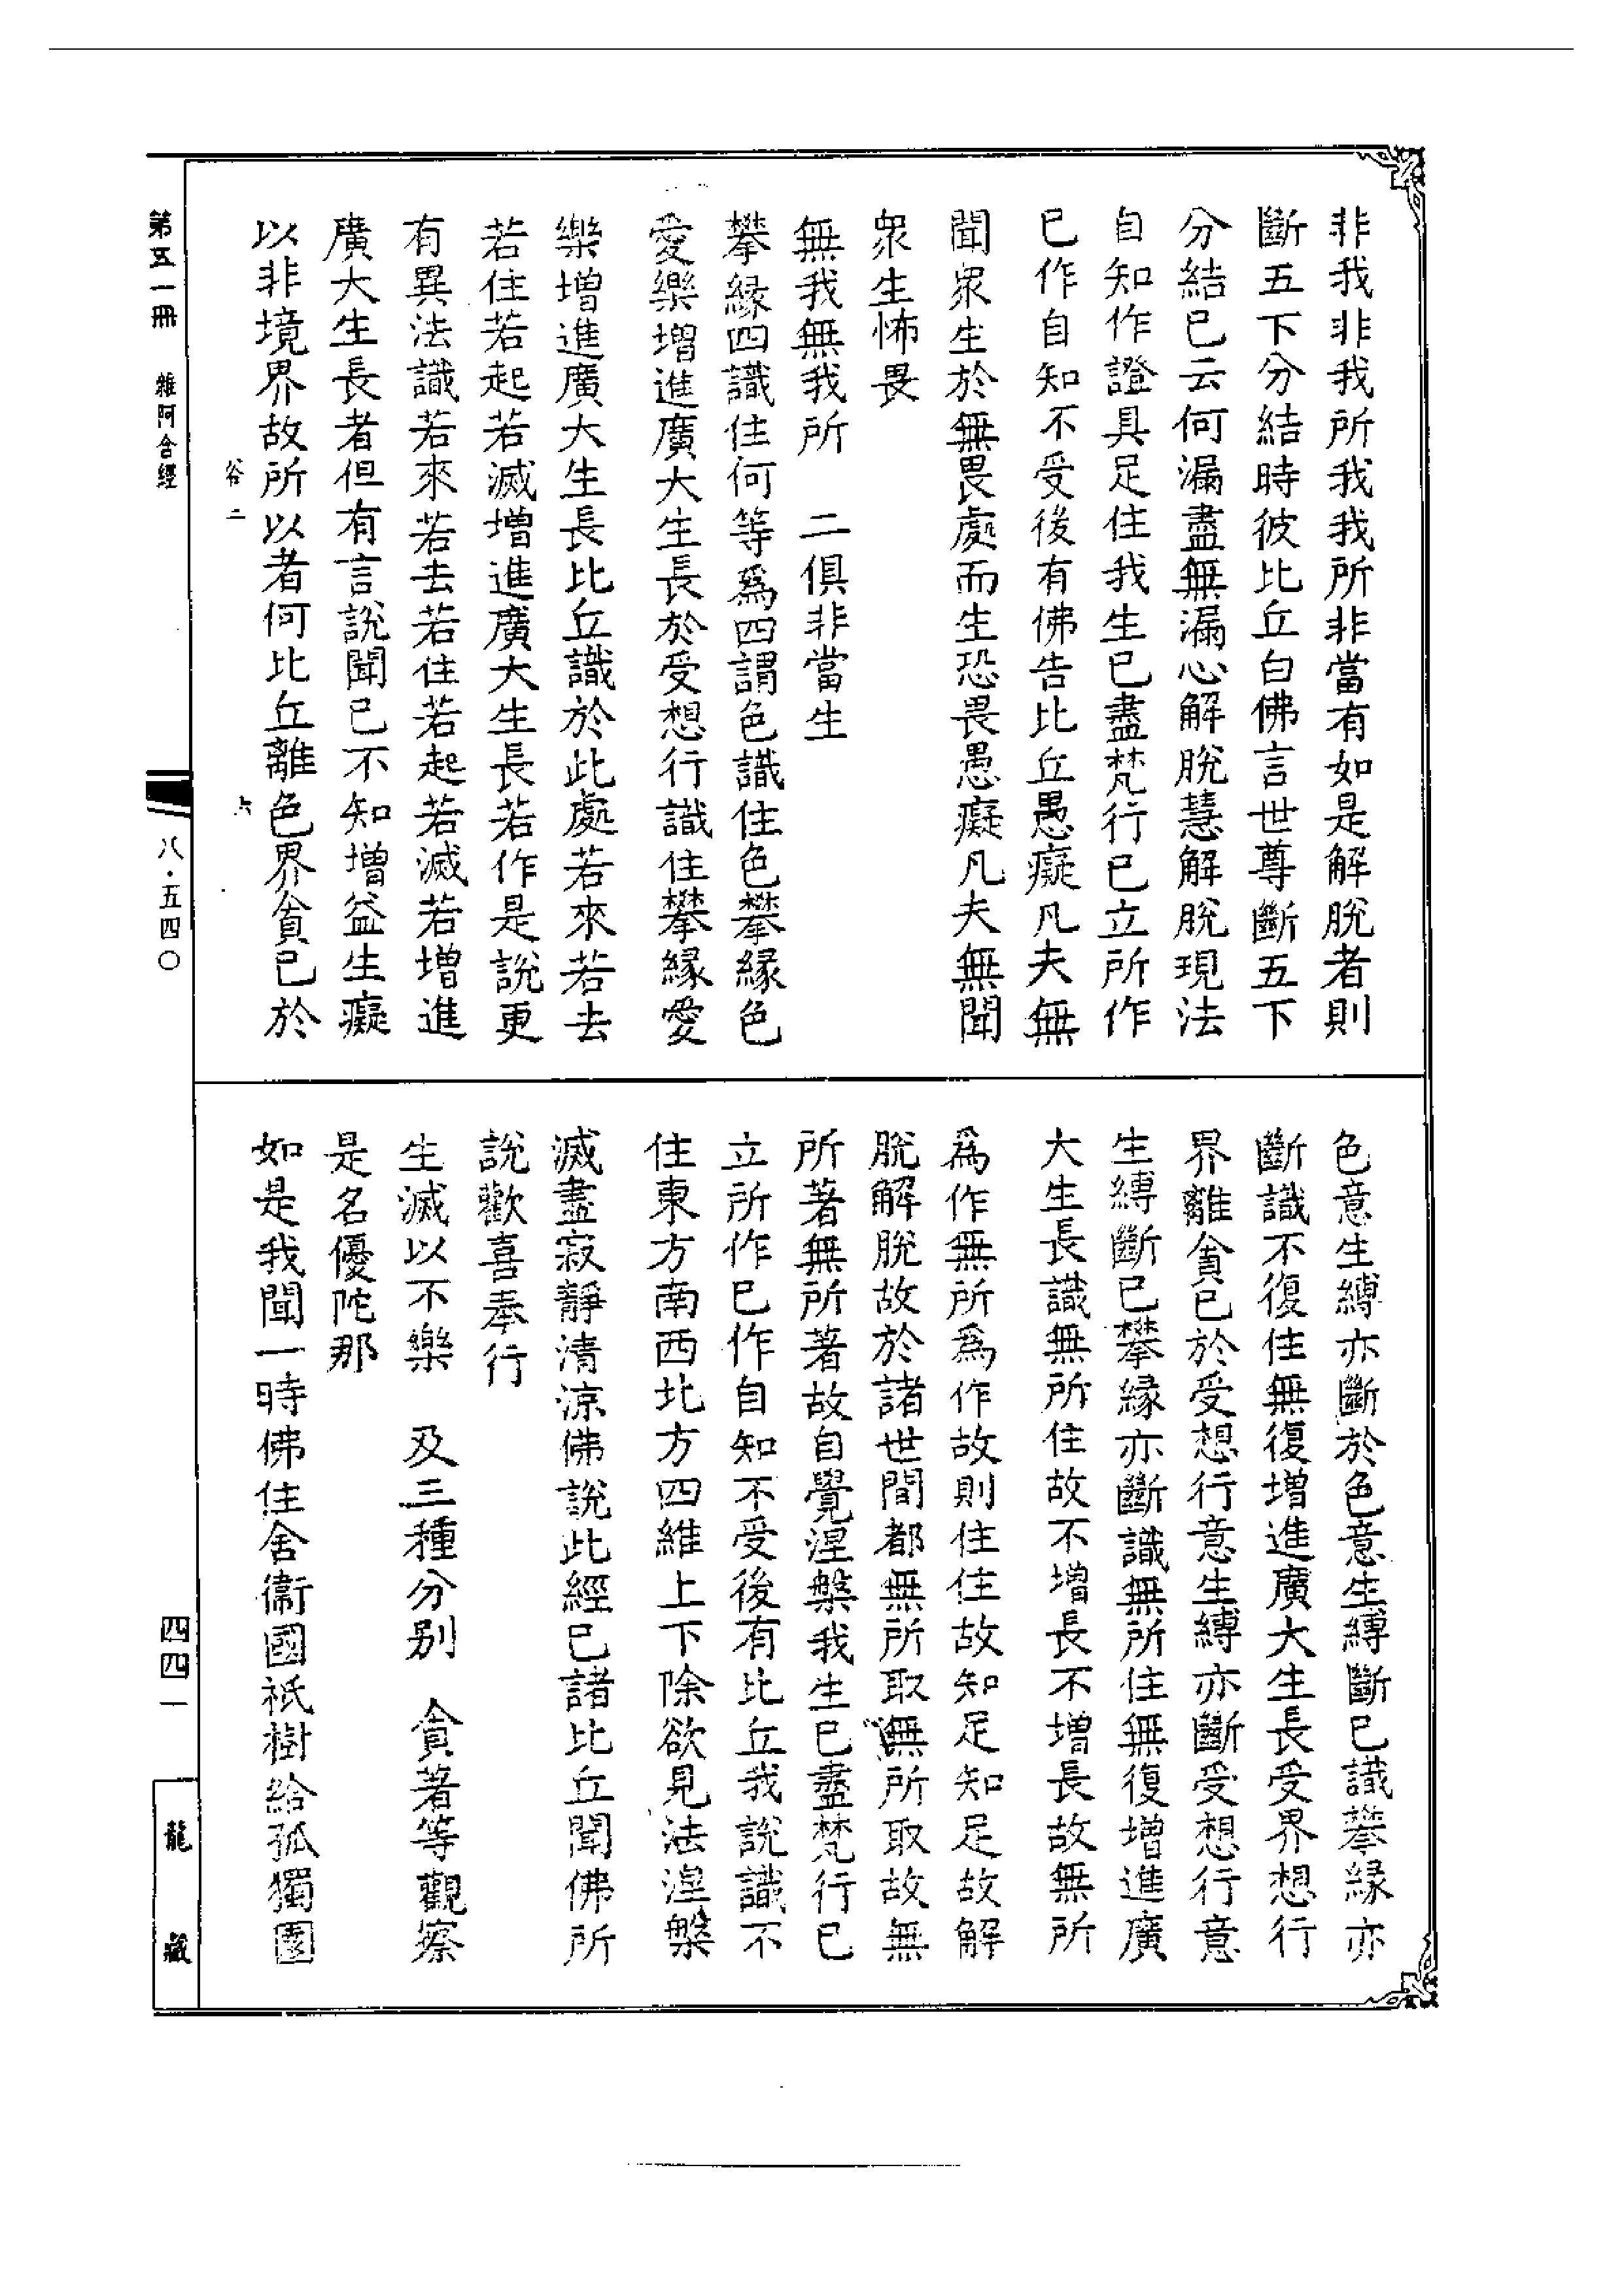 非我非我所我我所非當有如是解脫者則
斷五下分結時彼比丘白佛言世尊斷五下
分結已云何漏盡無漏心解脫慧解脫現法
自知作證具足住我生已盡梵行已立所作
已作自知不受後有佛告比丘愚癡凡夫無
聞衆生於無畏處而生恐畏愚癡凡夫無聞
衆生怖畏
無我無我所　二俱非當生
攀緣四識住何等爲四謂色識住色攀緣色
愛樂增進廣大生長於受想行識住攀緣愛
樂增進廣大生長比丘識於此處若來若去
若住若起若滅增進廣大生長若作是說更
有異法識若來若去若住若起若滅若增進
廣大生長者但有言說聞已不知增益生癡
以非境界故所以者何比丘離色界貪已於
谷二　六
色意生縛亦斷於色意生縛斷已識攀緣亦
斷識不復住無復增進廣大生長受界想行
界離貪已於受想行意生縛亦斷受想行意
生縛斷已攀緣亦斷識無所住無復增進廣
大生長識無所住故不增長不增長故無所
爲作無所爲作故則住住故知足知足故解
脫解脫故於諸世間都無所取無所取故無
所著無所著故自覺涅槃我生已盡梵行已
立所作已作自知不受後有比丘我說識不
住東方南西北方四維上下除欲見法涅槃
滅盡寂靜清涼佛說此經已諸比丘聞佛所
說歡喜奉行
生滅以不樂　及三種分别　貪著等觀察
是名優陀那
如是我聞一時佛住舍衞國祇樹給孤獨園
第五一冊　雜阿含經
八·五四〇
四四一
龍藏